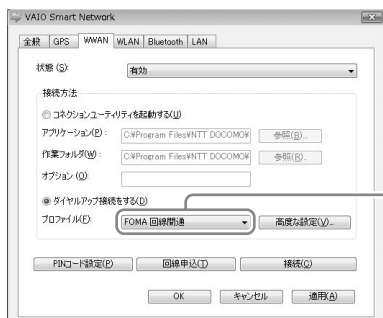 VAIO Smart Network
全般 GPS WWAN WLAN Bluetooth LAN
状態 (S): 有効
接続方法
コネクションユーティリティを起動する(U)
アプリケーション(P): C:¥Program Files¥NTT DOCOMO¥ 参照(B)...
作業フォルダ(W): C:¥Program Files¥NTT DOCOMO¥ 参照(R)...
オプション (O):
ダイヤルアップ接続をする(D)
プロファイル(F): FOMA 回線開通 高度な設定(V)...
PINコード設定(P) 回線申込(T) 接続(C)
OK キャンセル 適用(A)